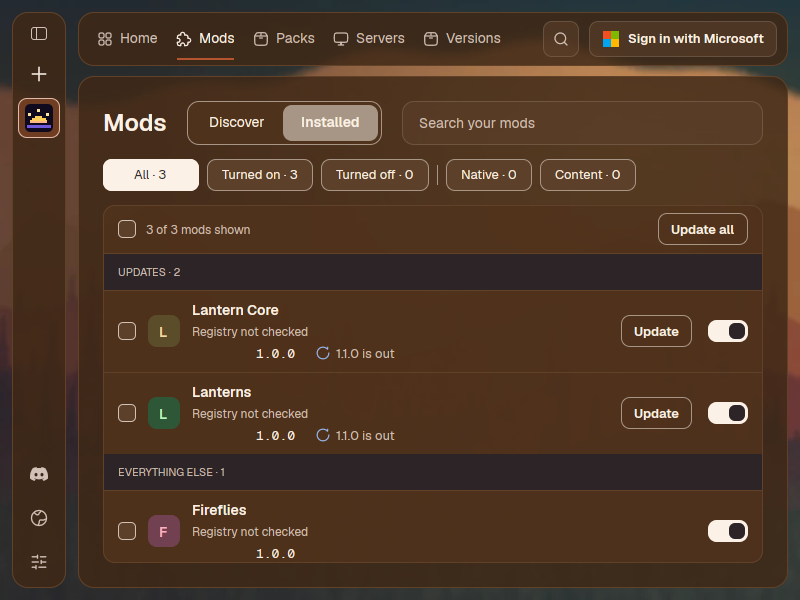 Home
Mods
Packs
Servers
Versions
Sign in with Microsoft
Mods
Discover
Installed
Search your mods
All · 3
Turned on · 3
Turned off · 0
Native · 0
Content · 0
3 of 3 mods shown
Update all
UPDATES · 2
L
Lantern Core
Registry not checked
1.0.0
1.1.0 is out
Update
L
Lanterns
Registry not checked
1.0.0
1.1.0 is out
Update
EVERYTHING ELSE · 1
F
Fireflies
Registry not checked
1.0.0